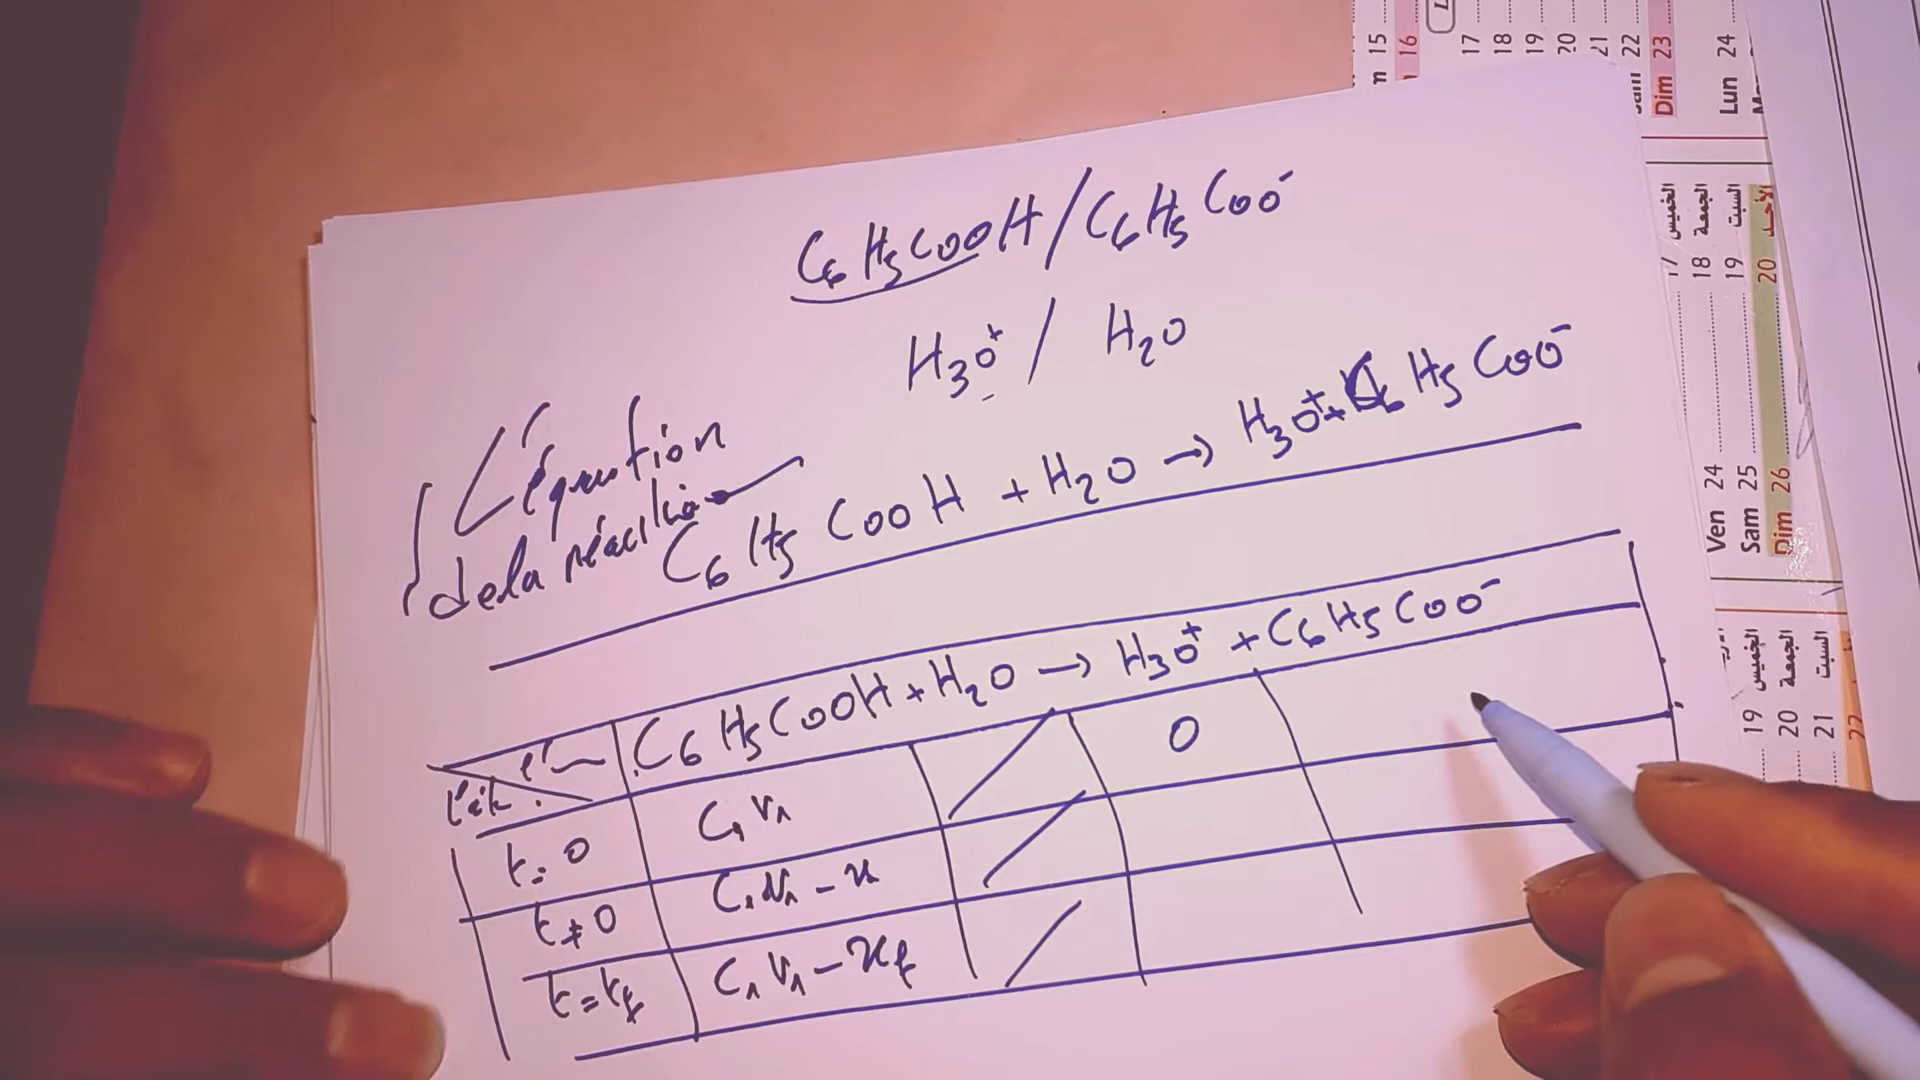 C₆H₅COOH / C₆H₅COO⁻
H₃O⁺ / H₂O
L'équation
de la réaction
C₆H₅COOH + H₂O → H₃O⁺ + C₆H₅COO⁻
C₆H₅COOH + H₂O → H₃O⁺ + C₆H₅COO⁻
t=0 C₁V₁ 0
t≠0 C₁V₁ - x
t=tf C₁V₁ - xf
15
16
17
18
19
20
21
22
Dim 23
Lun 24
الخميس 17
الجمعة 18
السبت 19
الأحد 20
Ven 24
Sam 25
Dim 26
الخميس 19
الجمعة 20
السبت 21